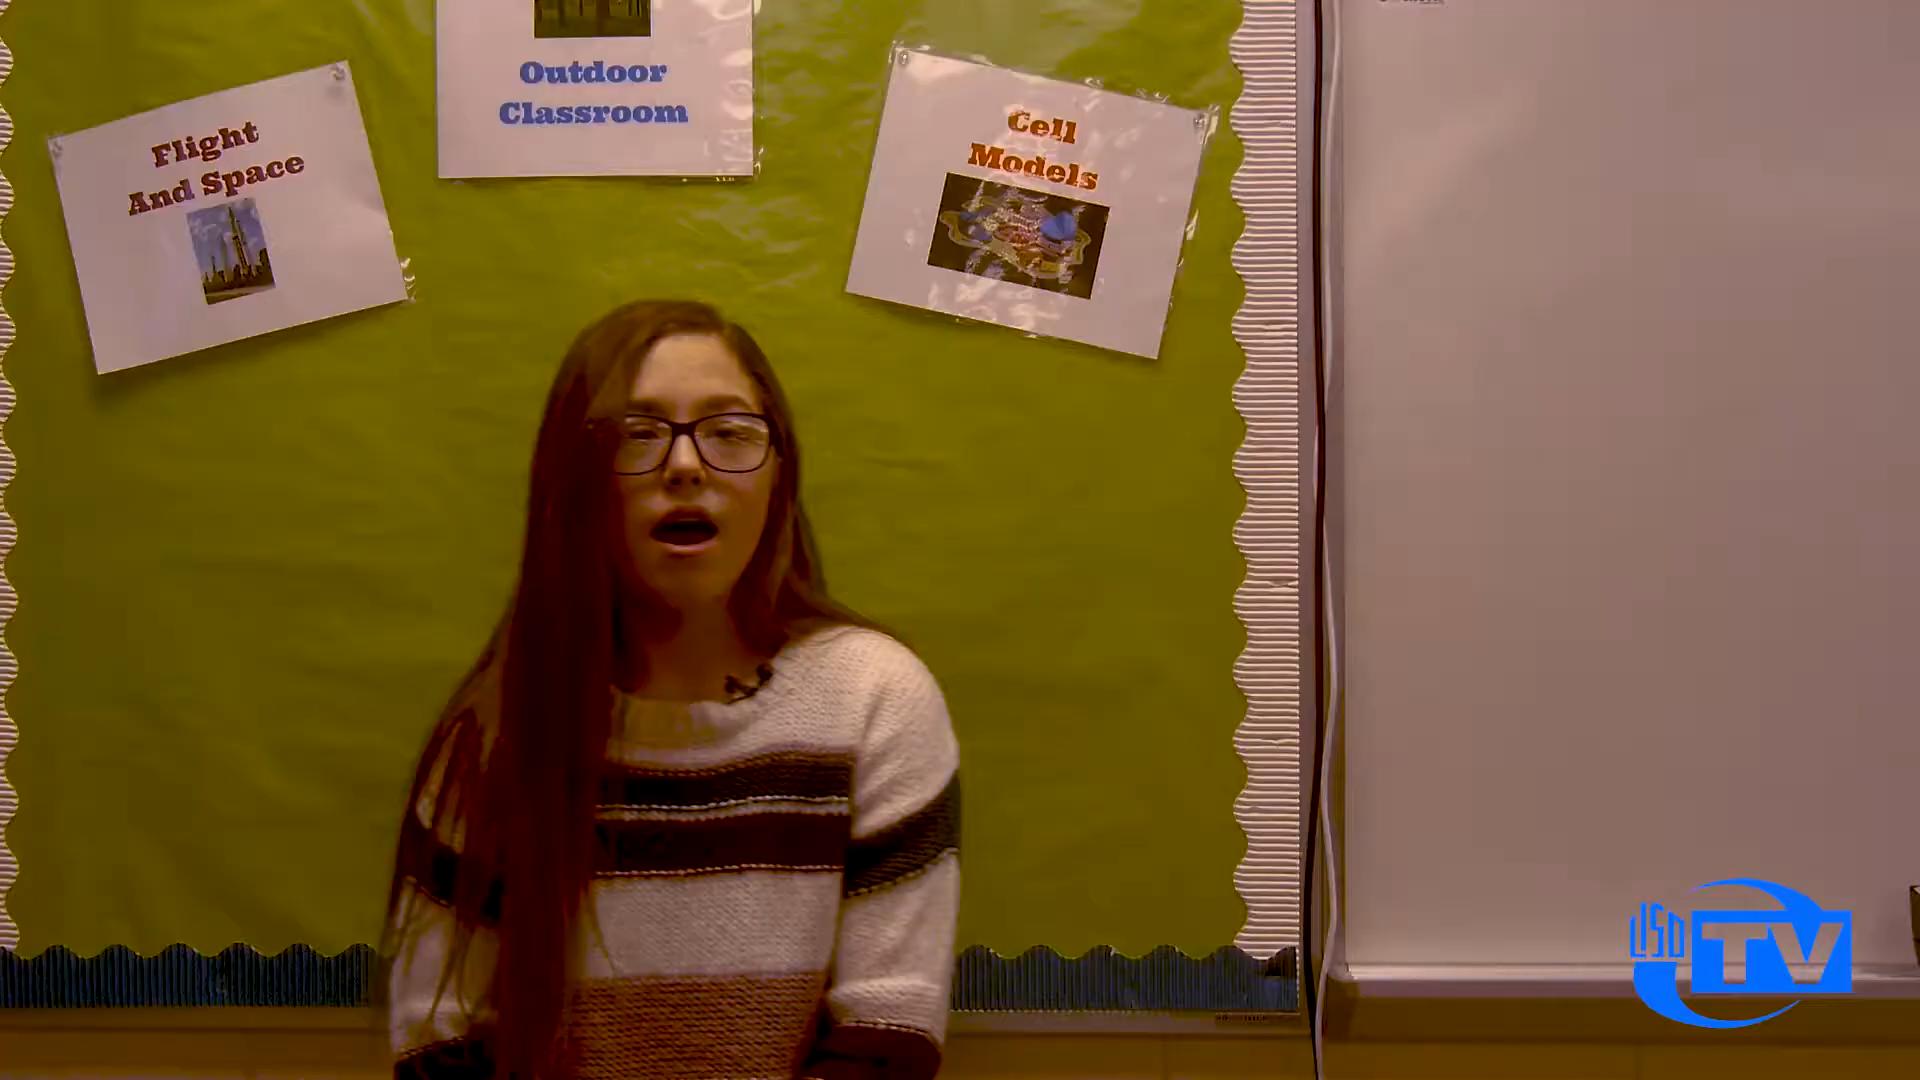 Outdoor
Classroom
Flight
And Space
Cell
Models
LISD
TV